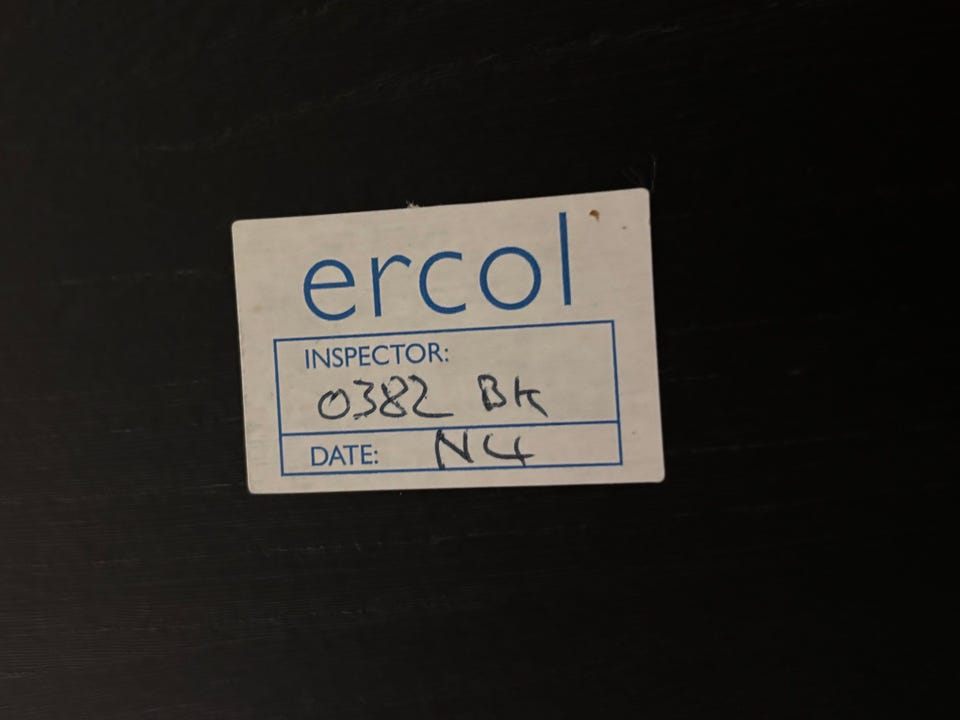 ercol
INSPECTOR:
0382 BK
DATE: N4